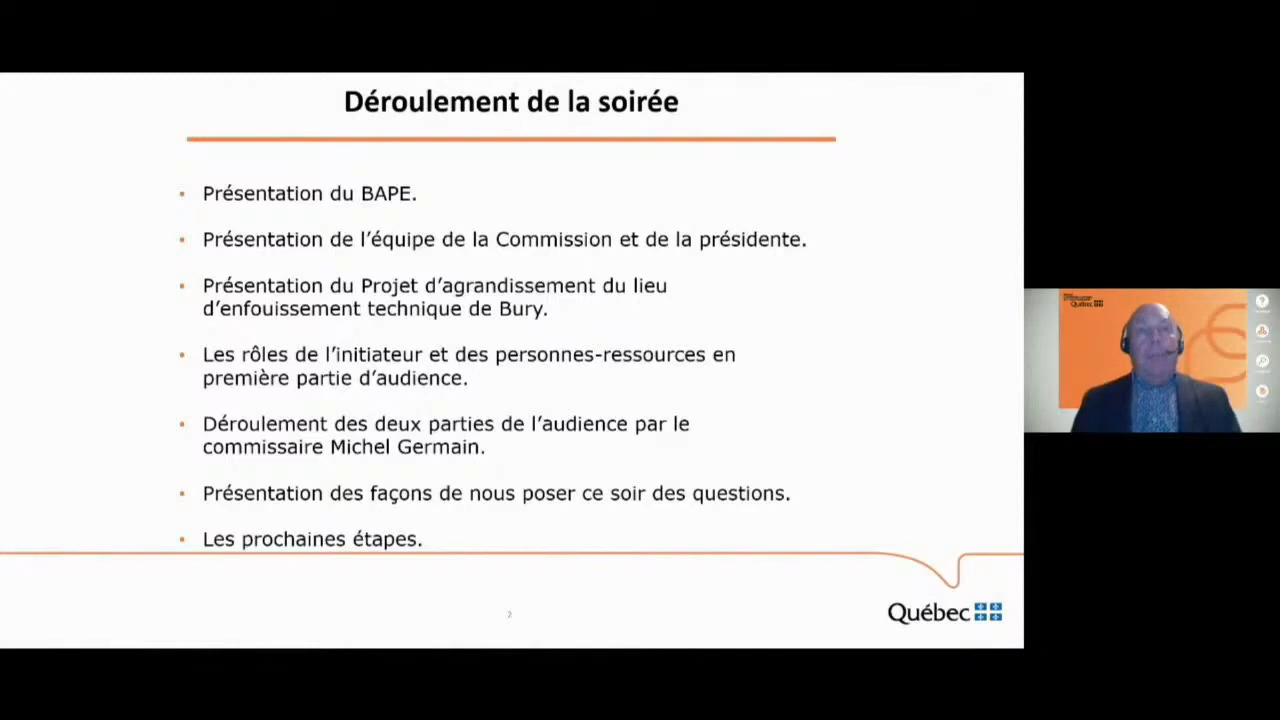 Déroulement de la soirée
• Présentation du BAPE.
• Présentation de l'équipe de la Commission et de la présidente.
• Présentation du Projet d'agrandissement du lieu
d'enfouissement technique de Bury.
• Les rôles de l'initiateur et des personnes-ressources en
première partie d'audience.
• Déroulement des deux parties de l'audience par le
commissaire Michel Germain.
• Présentation des façons de nous poser ce soir des questions.
• Les prochaines étapes.
2
Québec
Québec